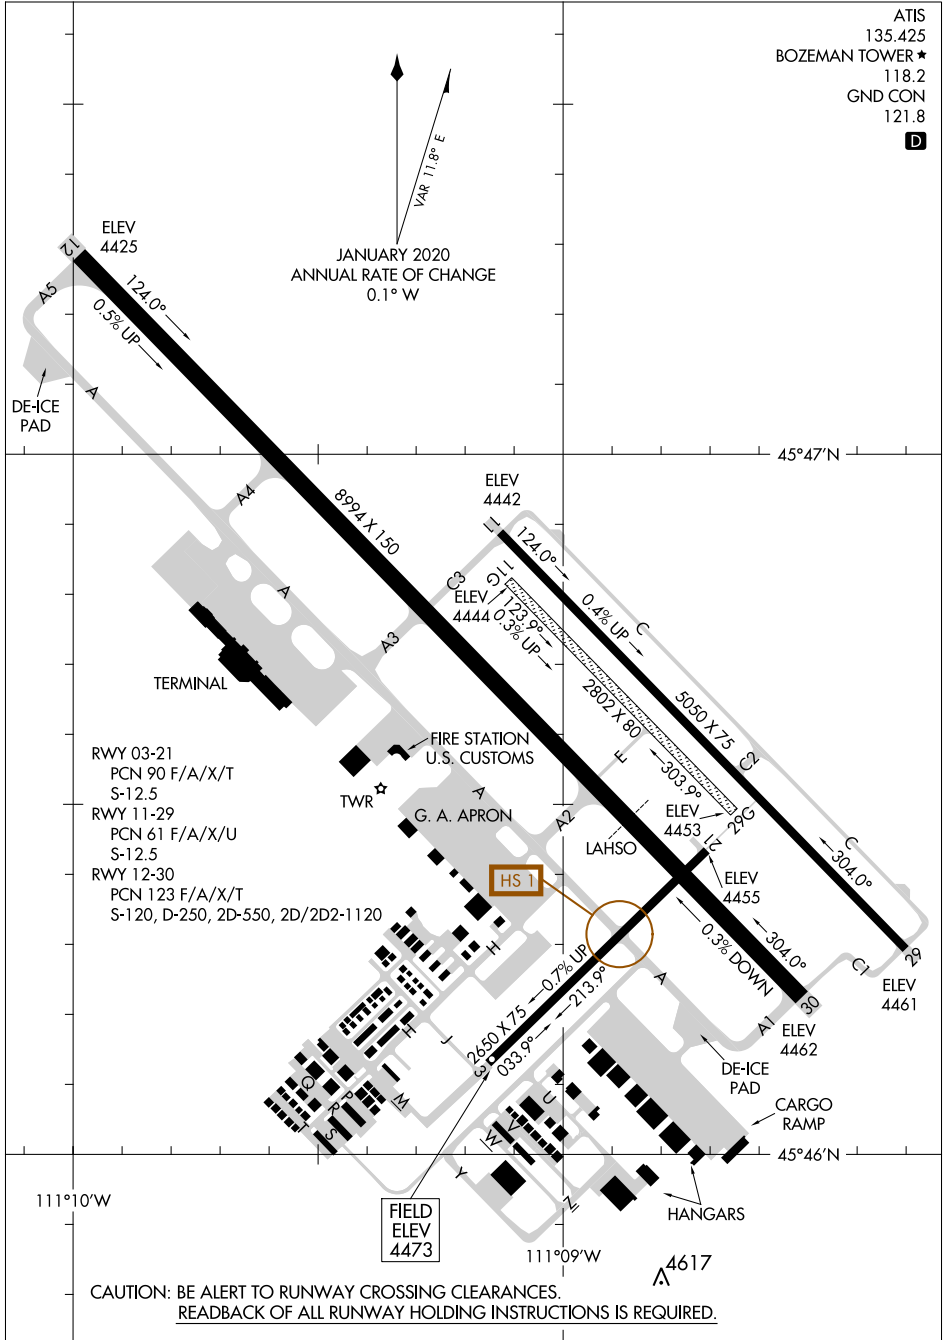 ATIS
135.425
BOZEMAN TOWER ★
118.2
GND CON
121.8
D
VAR 11.8° E
JANUARY 2020
ANNUAL RATE OF CHANGE
0.1° W
ELEV
4425
12
124.0°
0.5% UP
A5
A
DE-ICE
PAD
45°47'N
A4
8994 X 150
ELEV
4442
11
124.0°
0.4% UP
C
C3
11G
ELEV
4444
123.9°
0.3% UP
A
A3
2802 X 80
5050 X 75
TERMINAL
FIRE STATION
U.S. CUSTOMS
E
303.9°
C2
RWY 03-21
PCN 90 F/A/X/T
S-12.5
RWY 11-29
PCN 61 F/A/X/U
S-12.5
RWY 12-30
PCN 123 F/A/X/T
S-120, D-250, 2D-550, 2D/2D2-1120
TWR
A
G. A. APRON
A2
LAHSO
ELEV
4453
29G
21
C
304.0°
HS 1
ELEV
4455
0.3% DOWN
304.0°
H
0.7% UP
213.9°
A
C1
29
ELEV
4461
2650 X 75
033.9°
3
H
J
A1
30
ELEV
4462
DE-ICE
PAD
CARGO
RAMP
Q
P
R
S
T
M
U
V
W
Y
Z
45°46'N
111°10'W
HANGARS
FIELD
ELEV
4473
111°09'W
4617
CAUTION: BE ALERT TO RUNWAY CROSSING CLEARANCES.
READBACK OF ALL RUNWAY HOLDING INSTRUCTIONS IS REQUIRED.